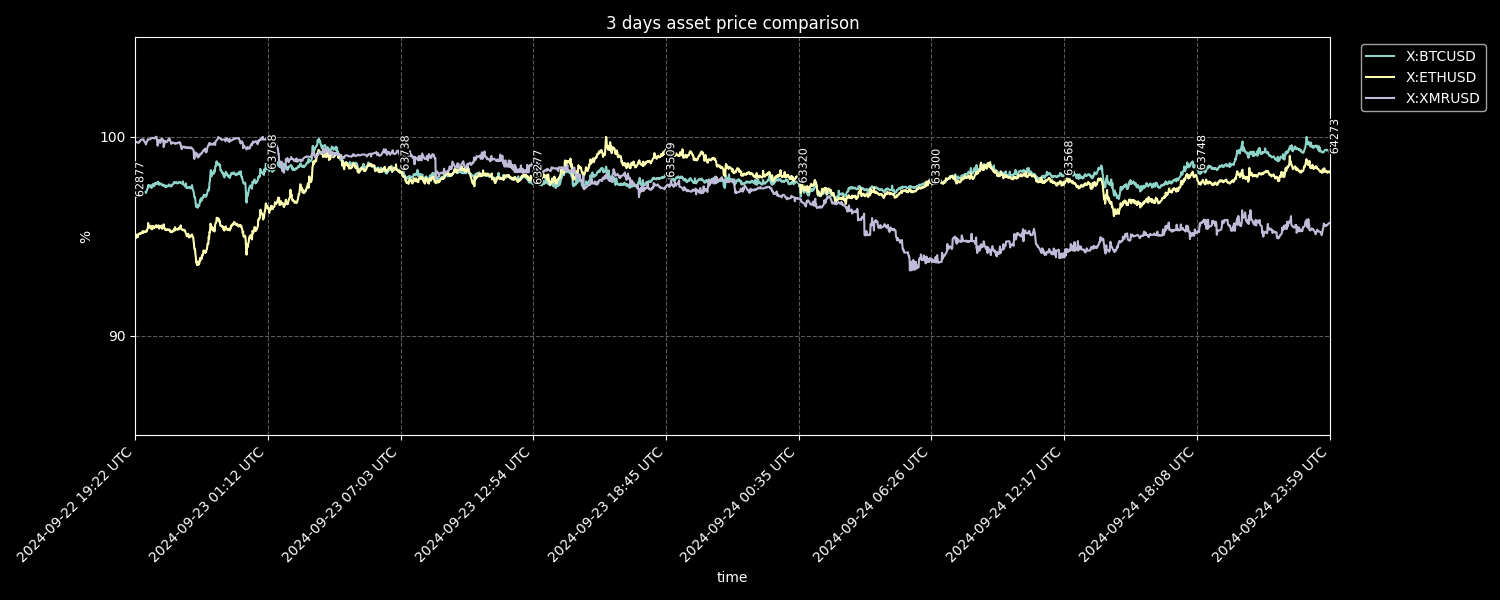 3 days asset price comparison
X:BTCUSD
X:ETHUSD
X:XMRUSD
%
100
90
62877
63768
63738
63277
63509
63320
63300
63568
63748
64273
2024-09-22 19:22 UTC
2024-09-23 01:12 UTC
2024-09-23 07:03 UTC
2024-09-23 12:54 UTC
2024-09-23 18:45 UTC
2024-09-24 00:35 UTC
2024-09-24 06:26 UTC
2024-09-24 12:17 UTC
2024-09-24 18:08 UTC
2024-09-24 23:59 UTC
time